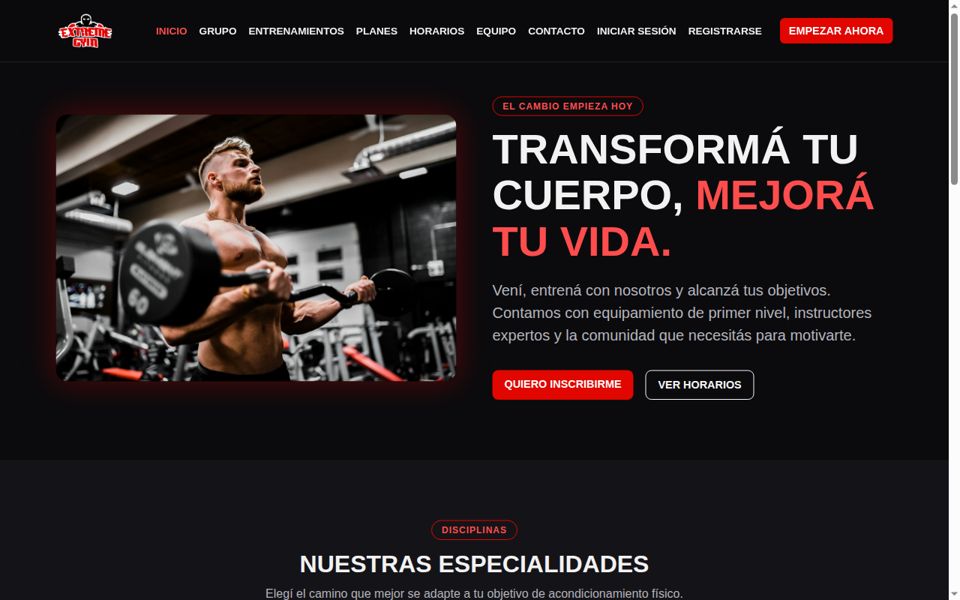 EXTREME
GYM
INICIO GRUPO ENTRENAMIENTOS PLANES HORARIOS EQUIPO CONTACTO INICIAR SESIÓN REGISTRARSE EMPEZAR AHORA
EL CAMBIO EMPIEZA HOY
TRANSFORMÁ TU
CUERPO, MEJORÁ
TU VIDA.
Vení, entrená con nosotros y alcanzá tus objetivos.
Contamos con equipamiento de primer nivel, instructores
expertos y la comunidad que necesitás para motivarte.
QUIERO INSCRIBIRME VER HORARIOS
60
DISCIPLINAS
NUESTRAS ESPECIALIDADES
Elegí el camino que mejor se adapte a tu objetivo de acondicionamiento físico.